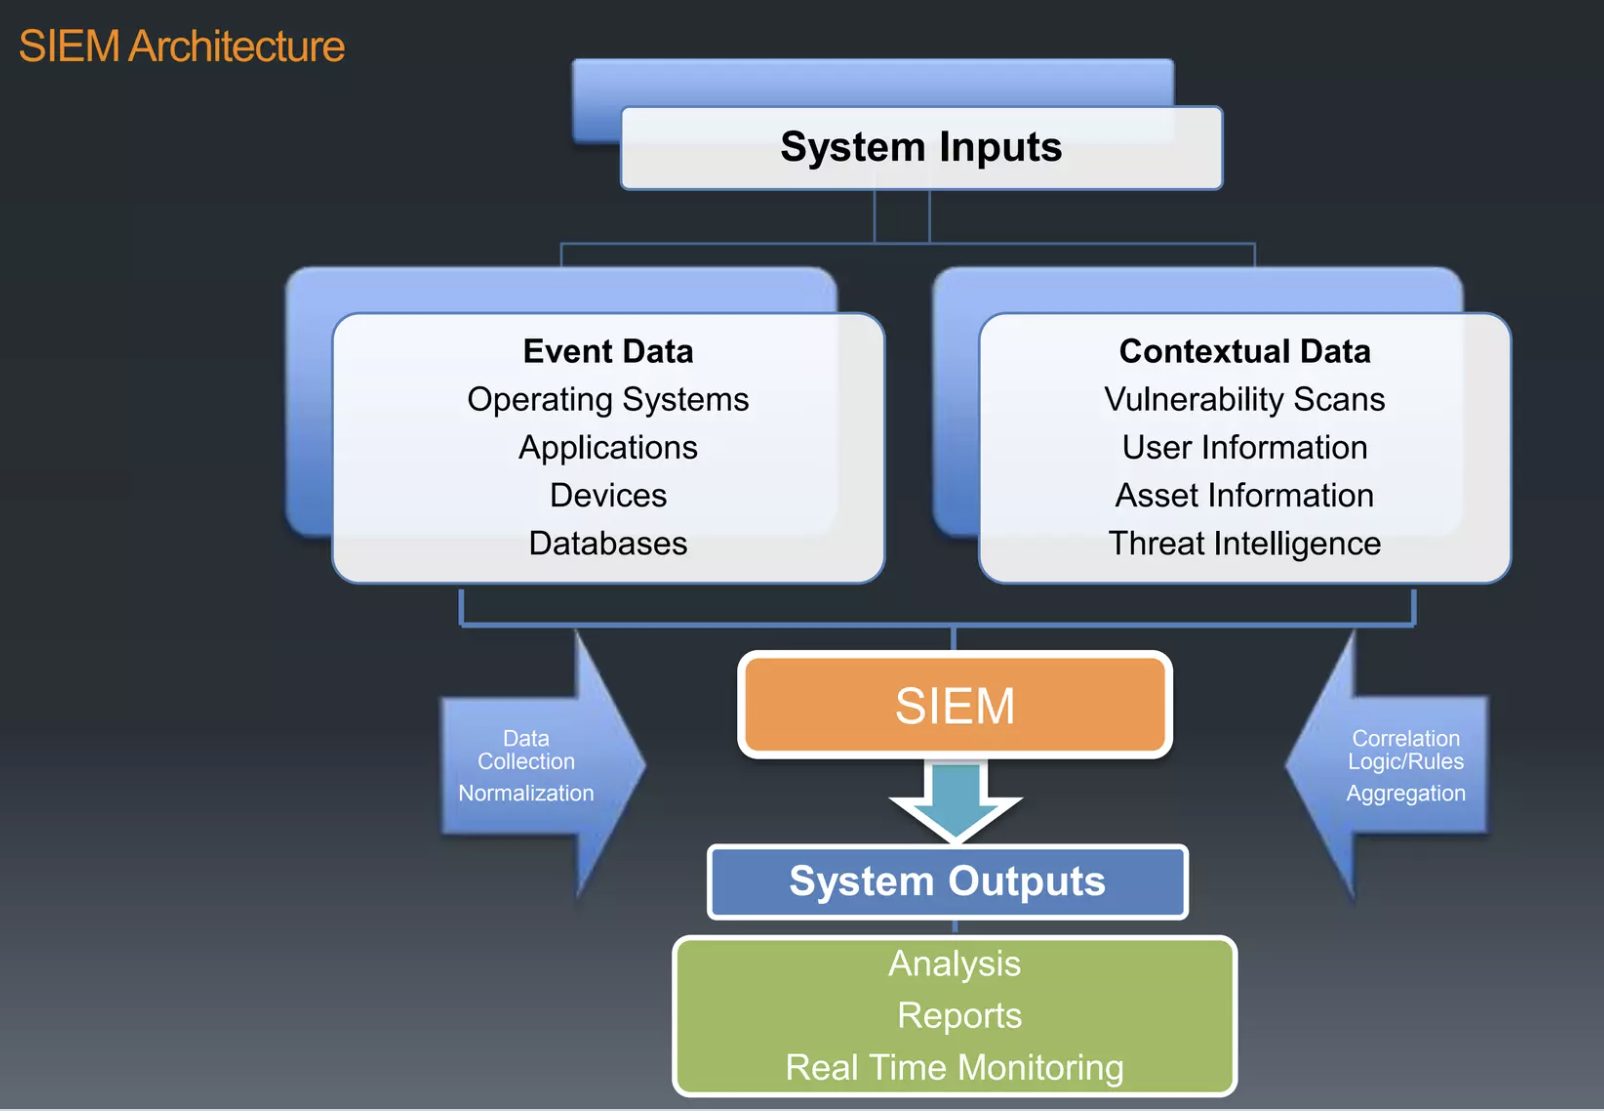 SIEM Architecture
System Inputs
Event Data
Operating Systems
Applications
Devices
Databases
Contextual Data
Vulnerability Scans
User Information
Asset Information
Threat Intelligence
SIEM
Data
Collection
Normalization
Correlation
Logic/Rules
Aggregation
System Outputs
Analysis
Reports
Real Time Monitoring